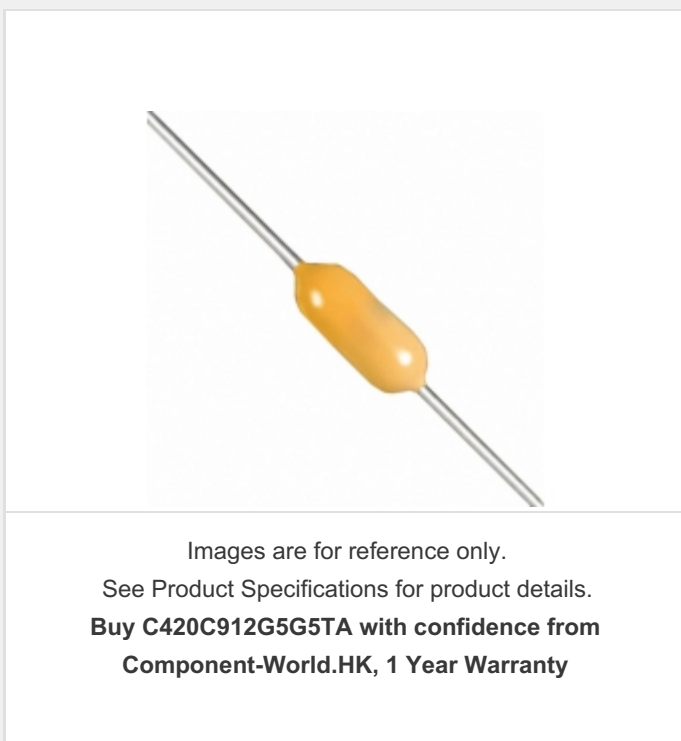 Images are for reference only.
See Product Specifications for product details.
Buy C420C912G5G5TA with confidence from
Component-World.HK, 1 Year Warranty